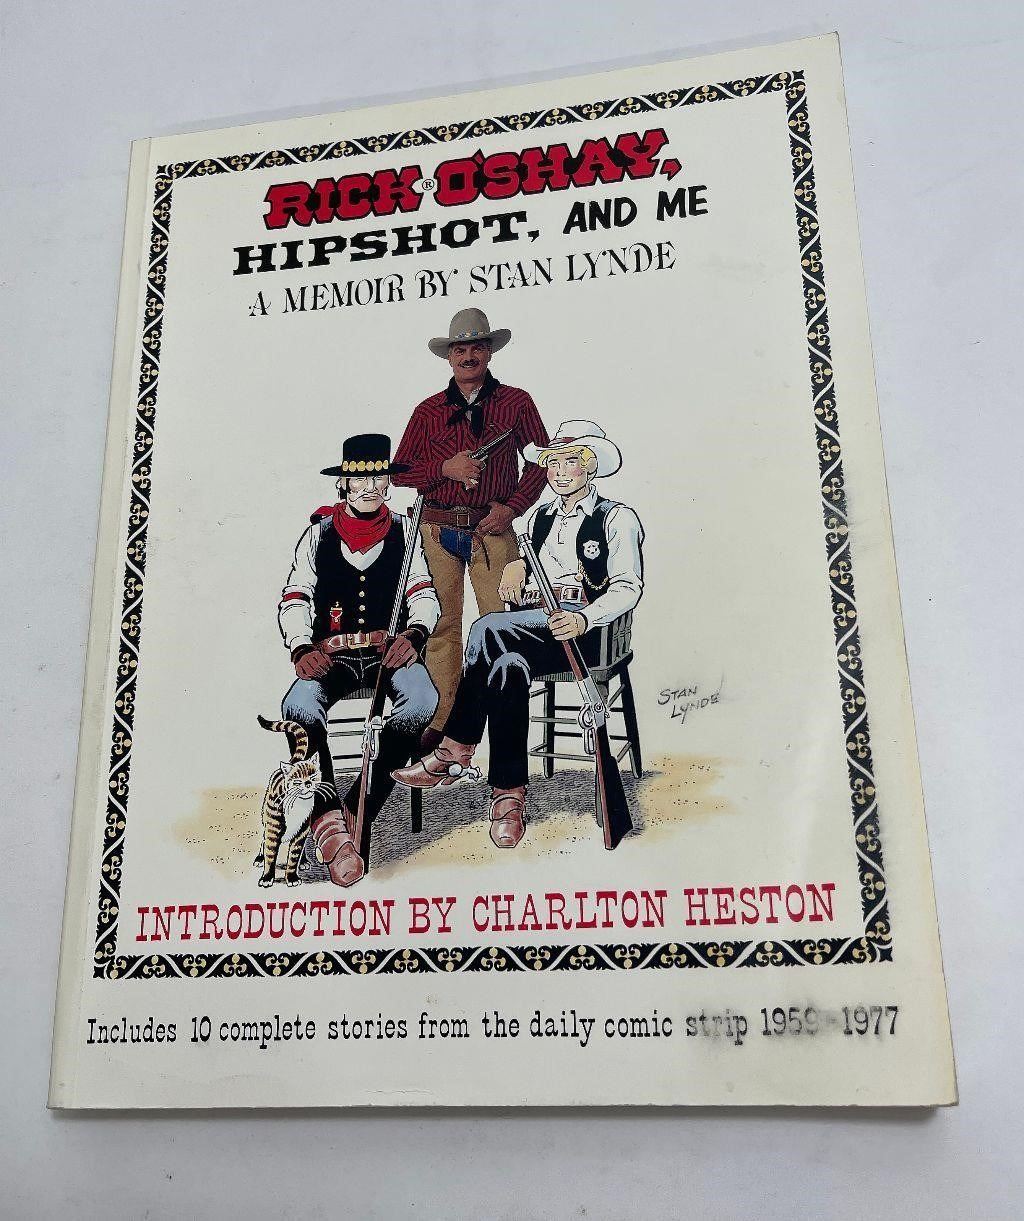 RICK® O'SHAY,
HIPSHOT, AND ME
A MEMOIR BY STAN LYNDE
STAN
LYNDE
INTRODUCTION BY CHARLTON HESTON
Includes 10 complete stories from the daily comic strip 1959-1977